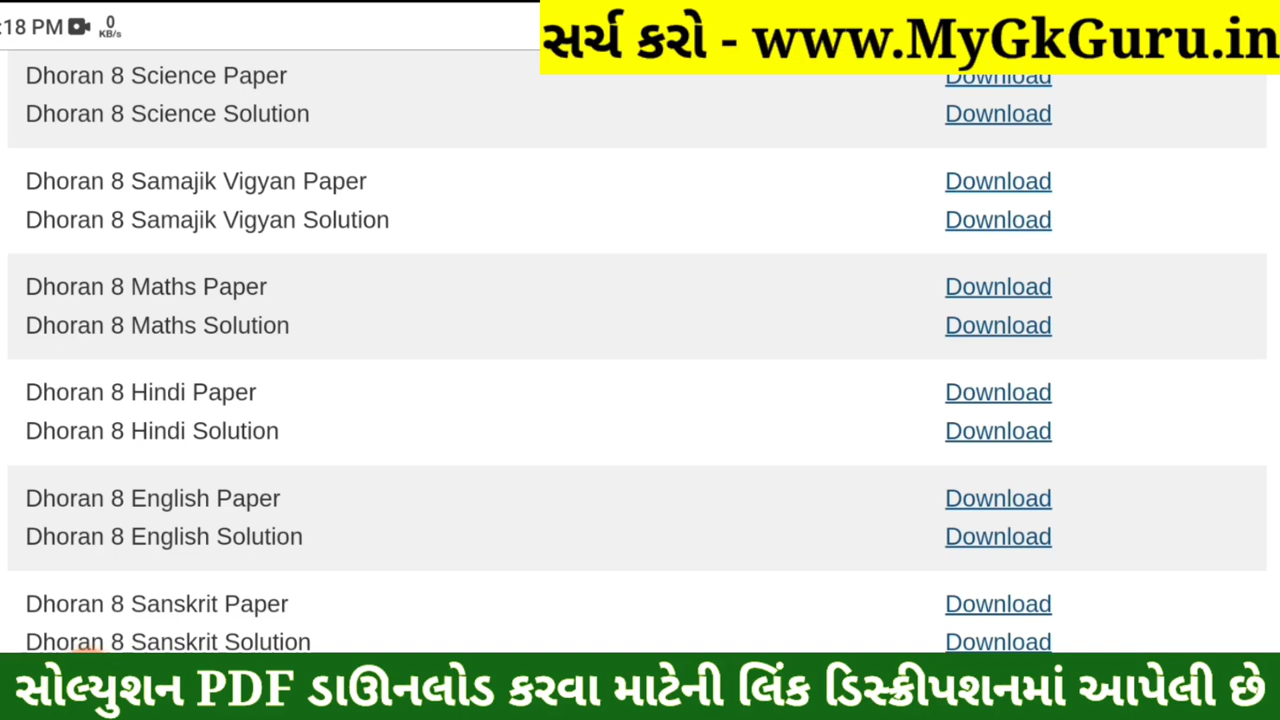 :18 PM 0 KB/s
સર્ચ કરો - www.MyGkGuru.in
Dhoran 8 Science Paper Download
Dhoran 8 Science Solution Download
Dhoran 8 Samajik Vigyan Paper Download
Dhoran 8 Samajik Vigyan Solution Download
Dhoran 8 Maths Paper Download
Dhoran 8 Maths Solution Download
Dhoran 8 Hindi Paper Download
Dhoran 8 Hindi Solution Download
Dhoran 8 English Paper Download
Dhoran 8 English Solution Download
Dhoran 8 Sanskrit Paper Download
Dhoran 8 Sanskrit Solution Download
સોલ્યુશન PDF ડાઊનલોડ કરવા માટેની લિંક ડિસ્ક્રીપશનમાં આપેલી છે